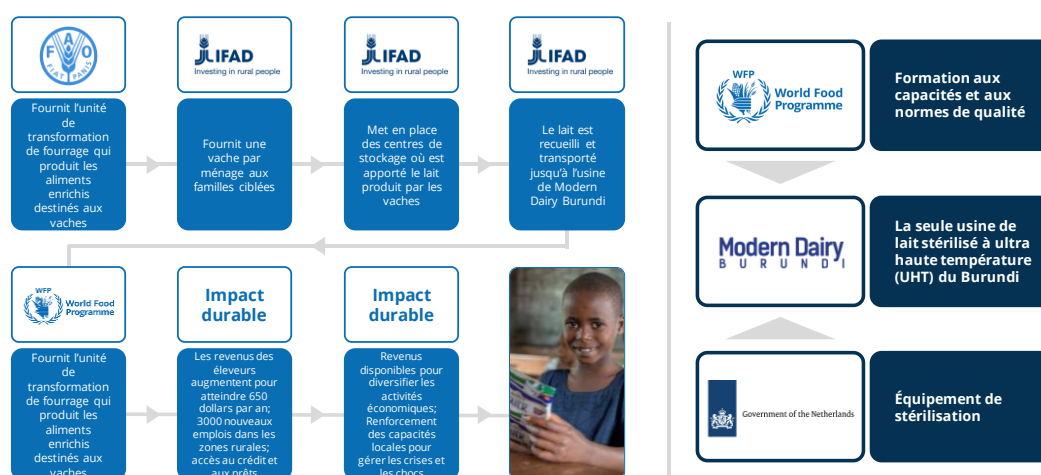 FAO
FIAT PANIS
JLIFAD
Investing in rural people
JLIFAD
Investing in rural people
JLIFAD
Investing in rural people
Fournit l’unité
de
transformation
de fourrage qui
produit les
aliments
enrichis
destinés aux
vaches
Fournit une
vache par
ménage aux
familles ciblées
Met en place
des centres de
stockage où est
apporté le lait
produit par les
vaches
Le lait est
recueilli et
transporté
jusqu’à l’usine
de Modern
Dairy Burundi
WFP
World Food
Programme
Impact
durable
Impact
durable
Fournit l’unité
de
transformation
de fourrage qui
produit les
aliments
enrichis
destinés aux
vaches
Les revenus des
éleveurs
augmentent pour
atteindre 650
dollars par an;
3000 nouveaux
emplois dans les
zones rurales;
accès au crédit et
aux prêts
Revenus
disponibles pour
diversifier les
activités
économiques;
Renforcement
des capacités
locales pour
gérer les crises et
les chocs
WFP
World Food
Programme
Formation aux
capacités et aux
normes de qualité
Modern Dairy
BURUNDI
La seule usine de
lait stérilisé à ultra
haute température
(UHT) du Burundi
Government of the Netherlands
Équipement de
stérilisation